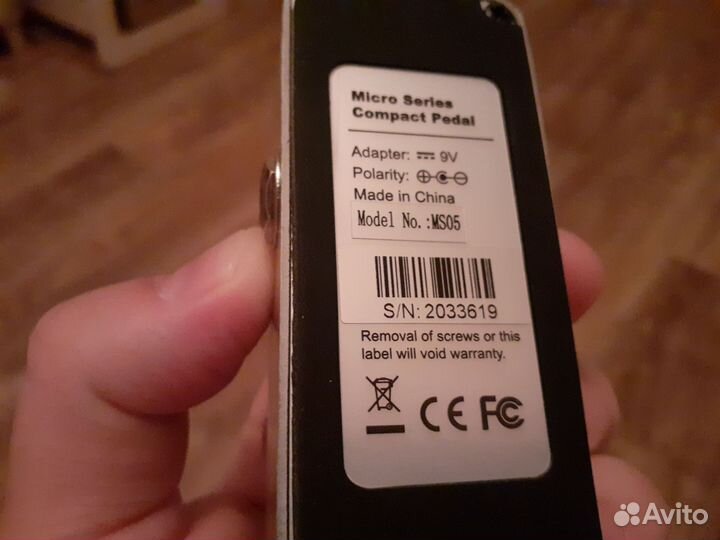 Micro Series
Compact Pedal
Adapter: 9V
Polarity:
Made in China
Model No.:MS05
S/N: 2033619
Removal of screws or this
label will void warranty.
CE FC
Avito